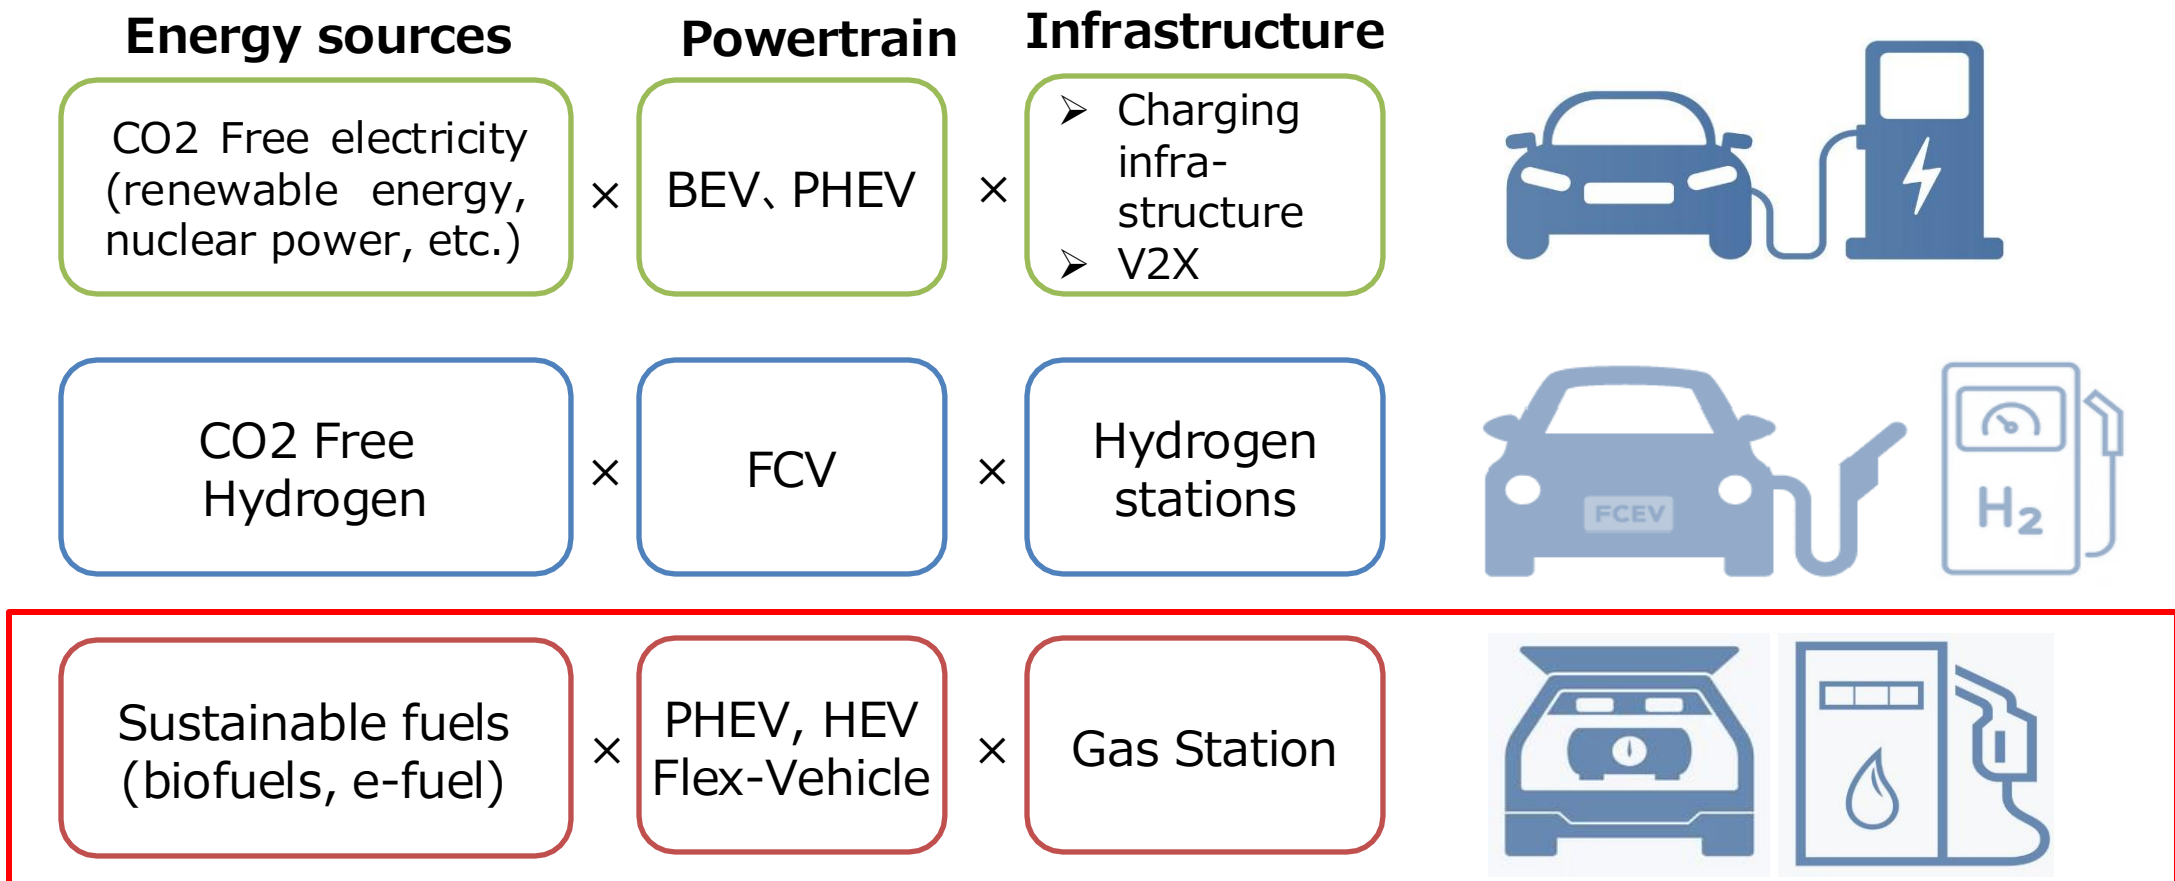 Energy sources
Powertrain
Infrastructure
CO2 Free electricity
(renewable energy,
nuclear power, etc.)
×
BEV、PHEV
×
➢ Charging
infra-
structure
➢ V2X
CO2 Free
Hydrogen
×
FCV
×
Hydrogen
stations
FCEV
H2
Sustainable fuels
(biofuels, e-fuel)
×
PHEV, HEV
Flex-Vehicle
×
Gas Station